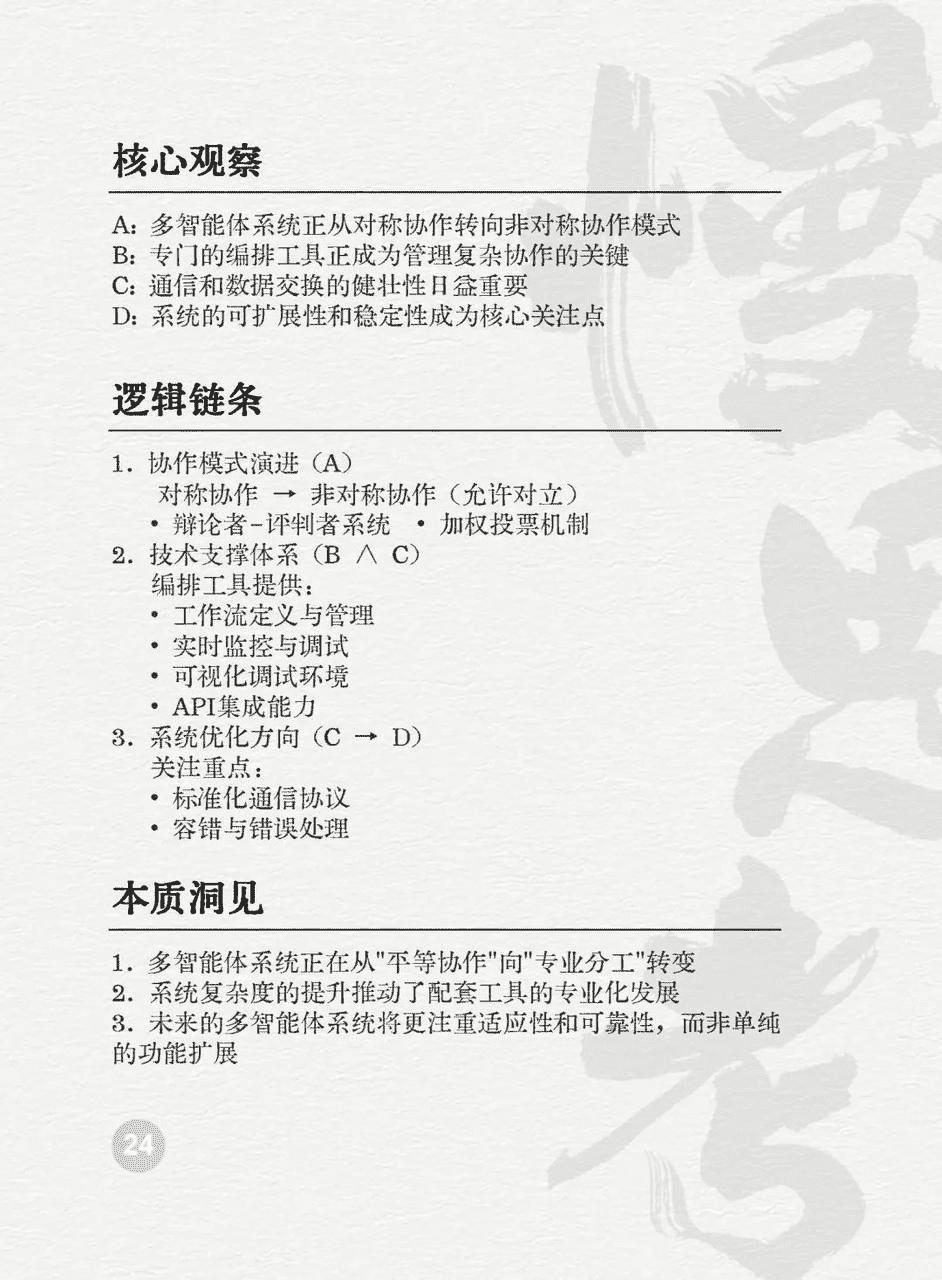 核心观察
A: 多智能体系统正从对称协作转向非对称协作模式
B: 专门的编排工具正成为管理复杂协作的关键
C: 通信和数据交换的健壮性日益重要
D: 系统的可扩展性和稳定性成为核心关注点
逻辑链条
1. 协作模式演进（A）
对称协作 → 非对称协作（允许对立）
• 辩论者-评判者系统 • 加权投票机制
2. 技术支撑体系（B ∧ C）
编排工具提供：
• 工作流定义与管理
• 实时监控与调试
• 可视化调试环境
• API集成能力
3. 系统优化方向（C → D）
关注重点：
• 标准化通信协议
• 容错与错误处理
本质洞见
1. 多智能体系统正在从"平等协作"向"专业分工"转变
2. 系统复杂度的提升推动了配套工具的专业化发展
3. 未来的多智能体系统将更注重适应性和可靠性，而非单纯
的功能扩展
24
慢思考